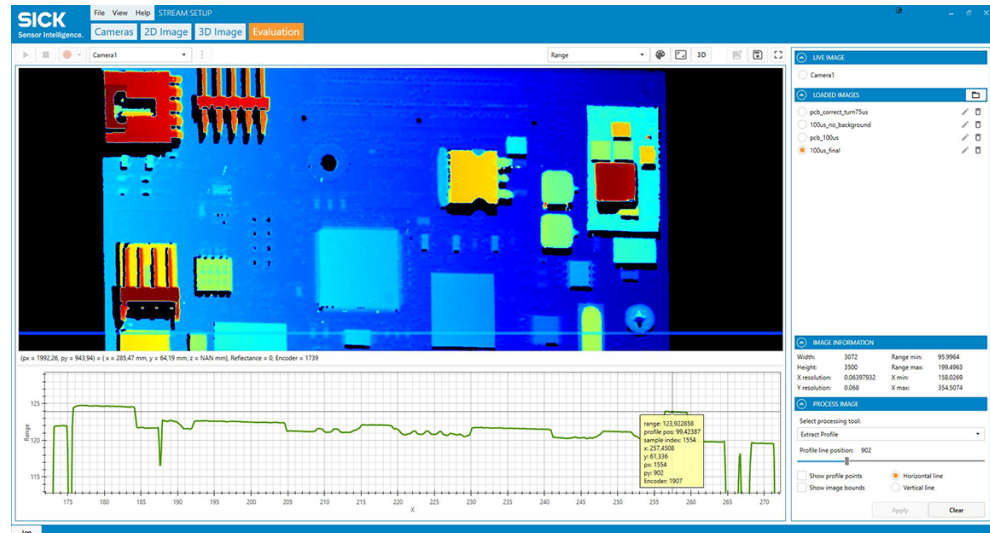 SICK
Sensor Intelligence.
File View Help STREAM SETUP
Cameras 2D Image 3D Image Evaluation
Camera1
Range
3D
(px = 1992,26, py = 943,94) = ( x = 285,47 mm, y = 64,19 mm, z = NAN mm), Reflectance = 0, Encoder = 1739
Range
125
120
115
175 180 185 190 195 200 205 210 215 220 225 230 235 240 245 250 255 260 265 270
X
range: 123,922858
profile pos: 99,42387
sample index: 1554
x: 257,4508
y: 61,336
px: 1554
py: 902
Encoder: 1907
LIVE IMAGE
Camera1
LOADED IMAGES
pcb_correct_turn75us
100us_no_background
pcb_100us
100us_final
IMAGE INFORMATION
Width: 3072 Range min: 95.9964
Height: 3500 Range max: 199.4963
X resolution: 0.06397932 X min: 158.0269
Y resolution: 0.068 X max: 354.5074
PROCESS IMAGE
Select processing tool:
Extract Profile
Profile line position: 902
Show profile points Horizontal line
Show image bounds Vertical line
Apply Clear
Log